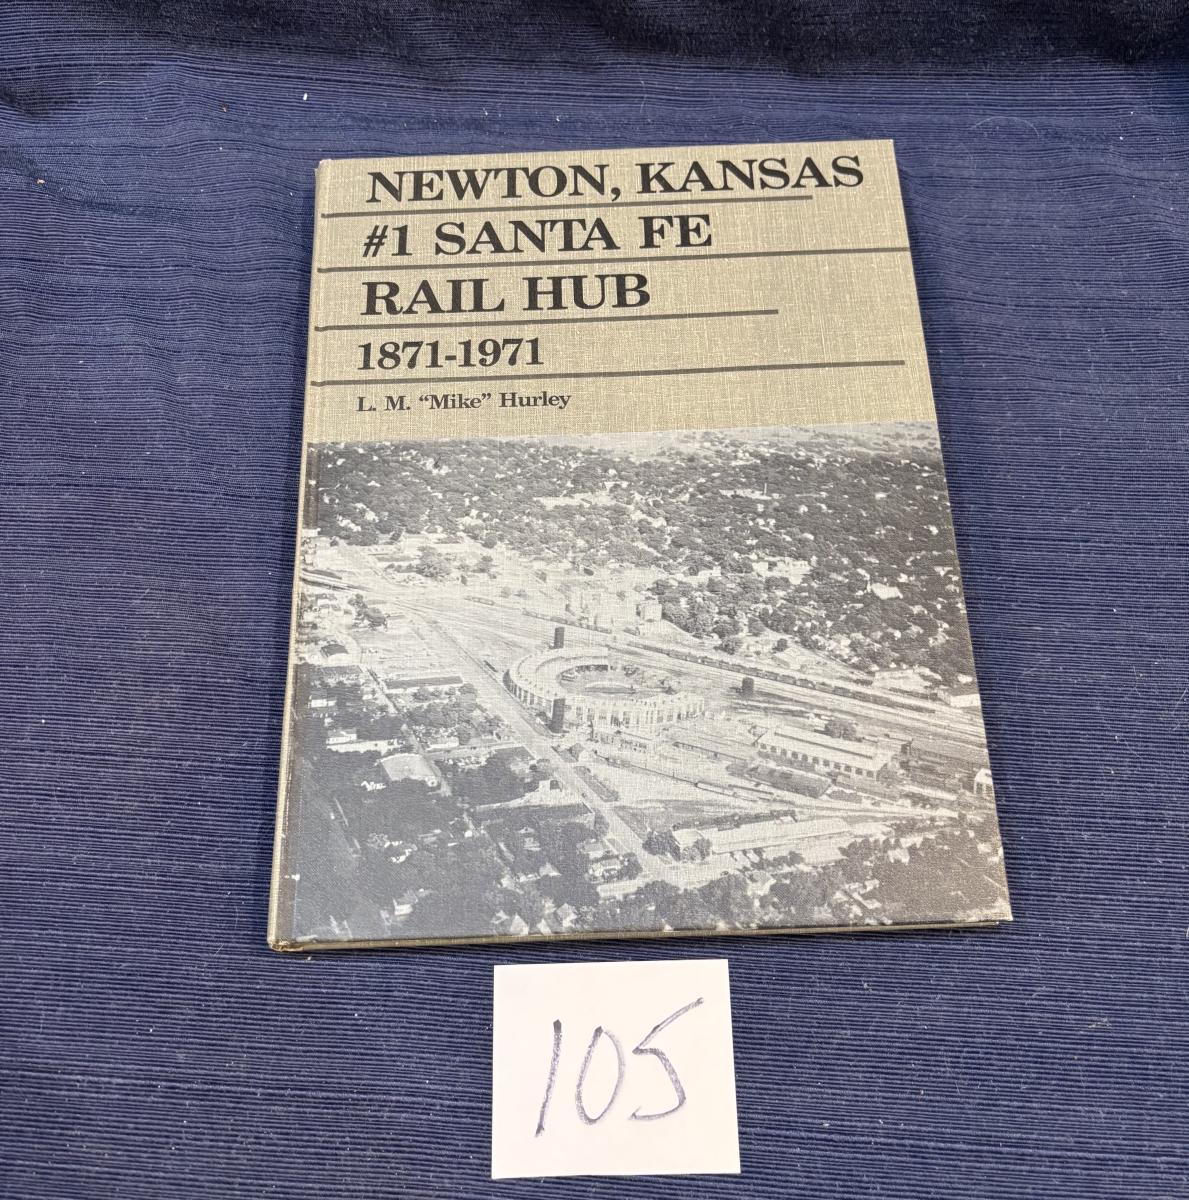 NEWTON, KANSAS
#1 SANTA FE
RAIL HUB
1871-1971
L. M. “Mike” Hurley
105